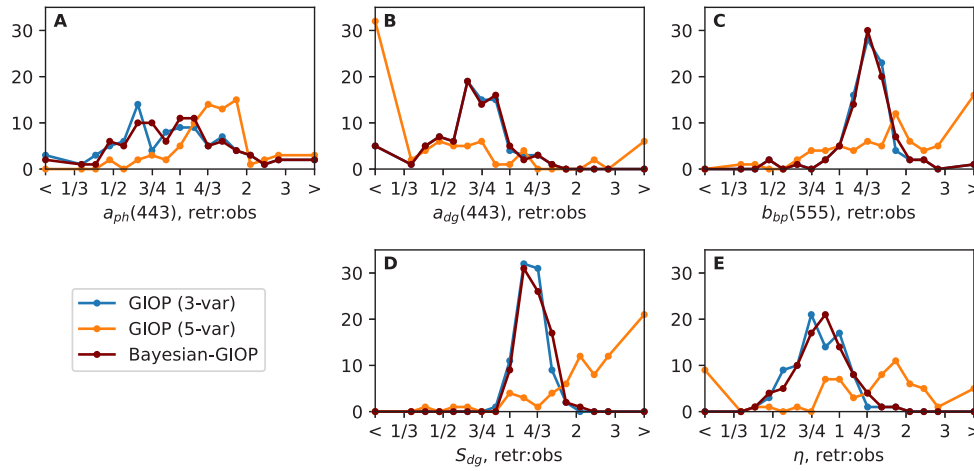 A
B
C
30
20
10
0
< 1/3 1/2 3/4 1 4/3 2 3 >
a_ph(443), retr:obs
30
20
10
0
< 1/3 1/2 3/4 1 4/3 2 3 >
a_dg(443), retr:obs
30
20
10
0
< 1/3 1/2 3/4 1 4/3 2 3 >
b_bp(555), retr:obs
GIOP (3-var)
GIOP (5-var)
Bayesian-GIOP
D
30
20
10
0
< 1/3 1/2 3/4 1 4/3 2 3 >
S_dg, retr:obs
E
30
20
10
0
< 1/3 1/2 3/4 1 4/3 2 3 >
η, retr:obs